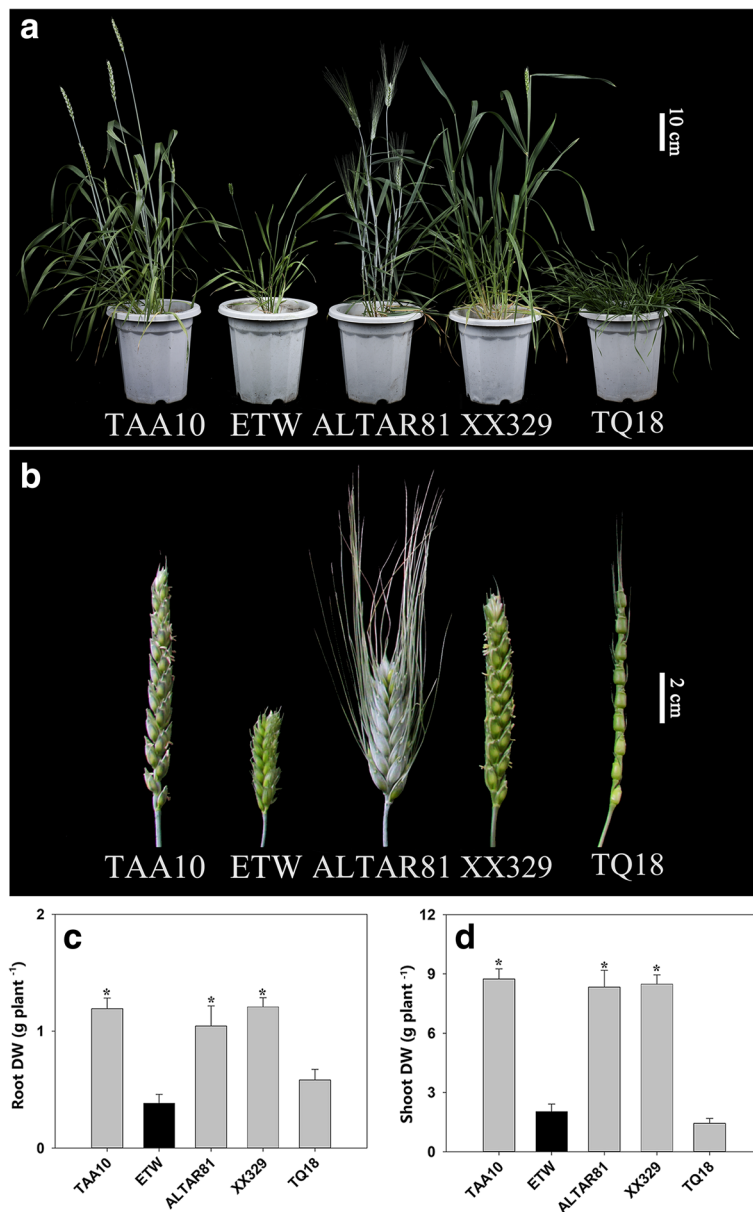 a
10 cm
TAA10 ETW ALTAR81 XX329 TQ18
b
2 cm
TAA10 ETW ALTAR81 XX329 TQ18
c
Root DW (g plant ⁻¹)
2
1
0
* * *
TAA10 ETW ALTAR81 XX329 TQ18
d
Shoot DW (g plant ⁻¹)
12
9
6
3
0
* * *
TAA10 ETW ALTAR81 XX329 TQ18